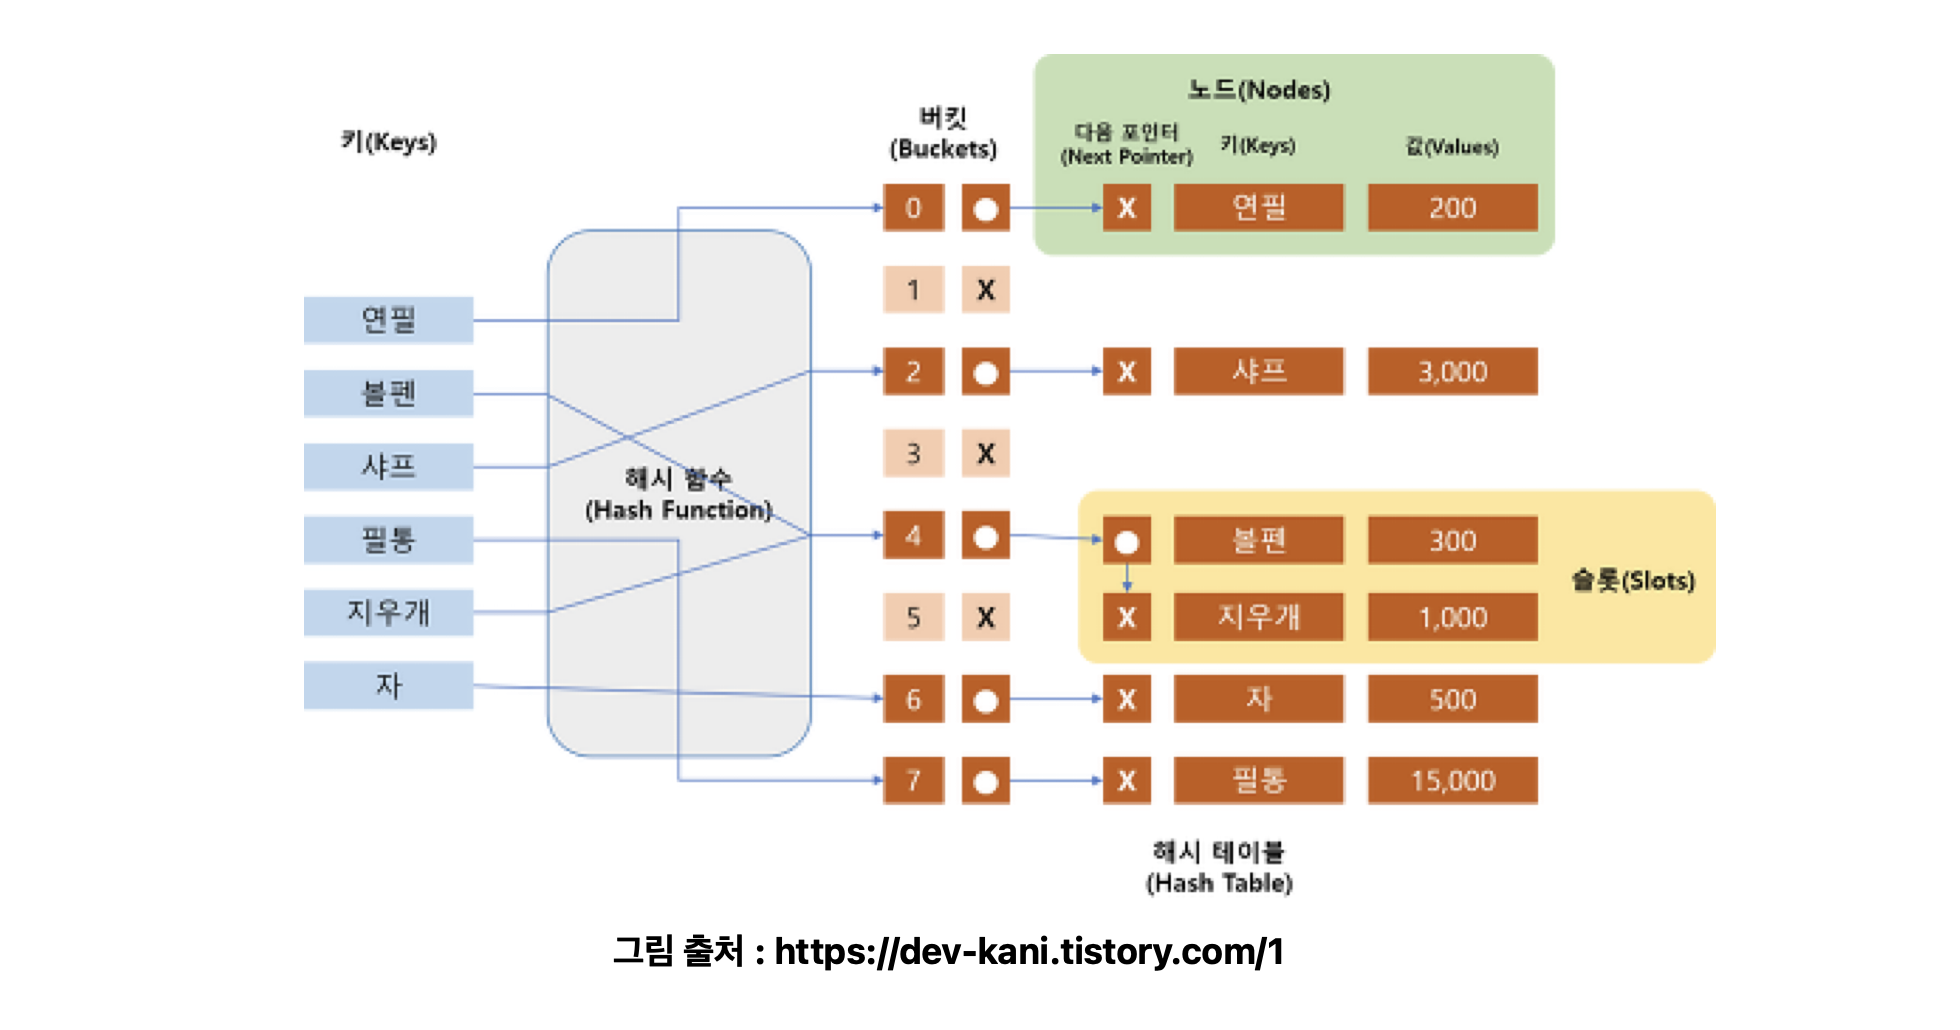 키(Keys)
버킷
(Buckets)
노드(Nodes)
다음 포인터
(Next Pointer)
키(Keys)
값(Values)
연필
볼펜
샤프
필통
지우개
자
해시 함수
(Hash Function)
0
X
연필
200
1
X
2
X
샤프
3,000
3
X
4
볼펜
300
슬롯(Slots)
5
X
X
지우개
1,000
6
X
자
500
7
X
필통
15,000
해시 테이블
(Hash Table)
그림 출처 : https://dev-kani.tistory.com/1